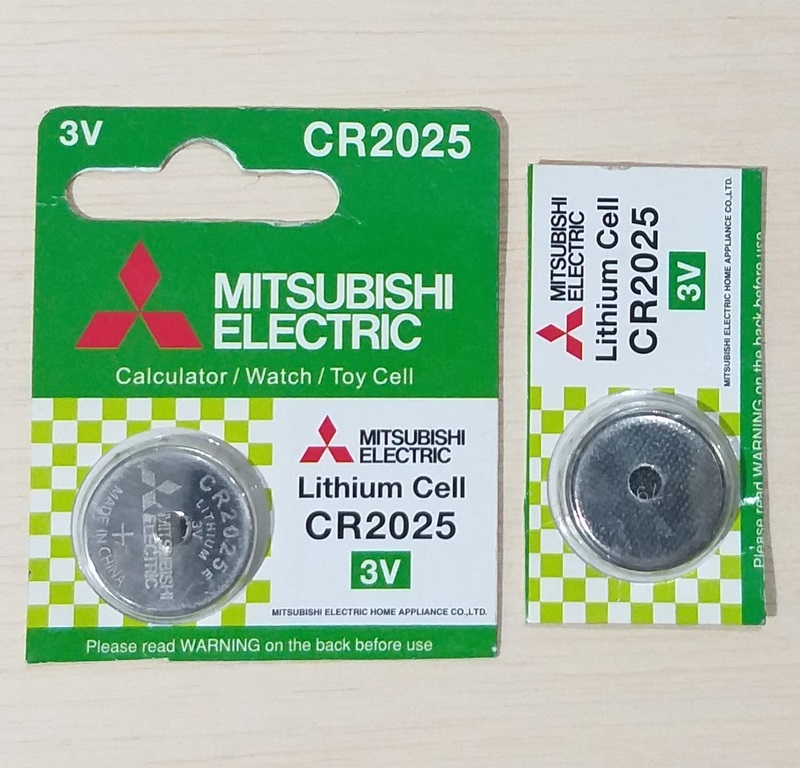 3V
CR2025
MITSUBISHI
ELECTRIC
Calculator / Watch / Toy Cell
MITSUBISHI
ELECTRIC
Lithium Cell
CR2025
3V
MITSUBISHI ELECTRIC HOME APPLIANCE CO.,LTD.
Please read WARNING on the back before use
CR2025
LITHIUM E
3V
MITSUBISHI
ELECTRIC
+
MADE IN CHINA
MITSUBISHI
ELECTRIC
Lithium Cell
CR2025
3V
MITSUBISHI ELECTRIC HOME APPLIANCE CO.,LTD.
Please read WARNING on the back before use